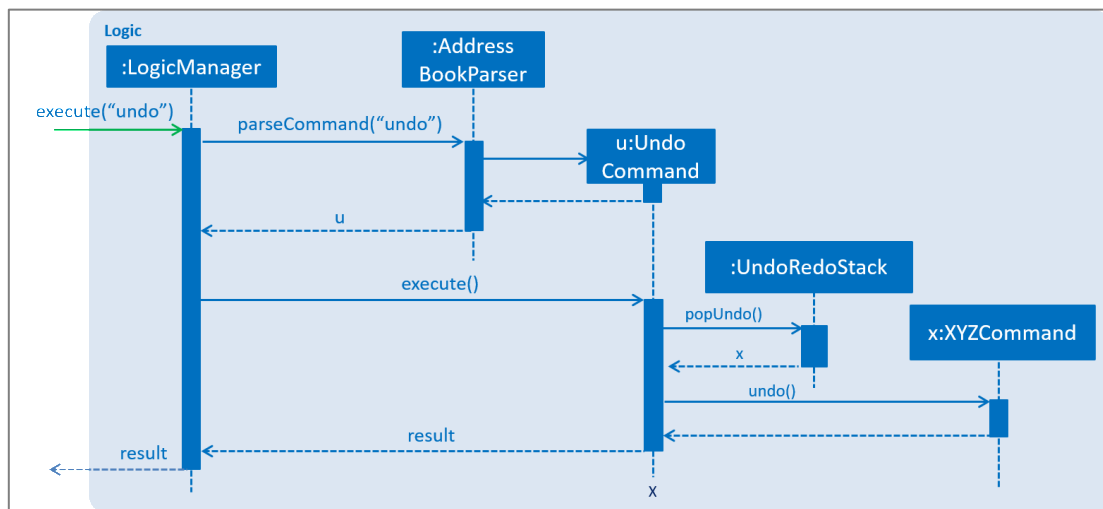 Logic
:LogicManager
:Address
BookParser
execute(“undo”)
parseCommand(“undo”)
u:Undo
Command
u
:UndoRedoStack
execute()
popUndo()
x:XYZCommand
x
undo()
result
result
X